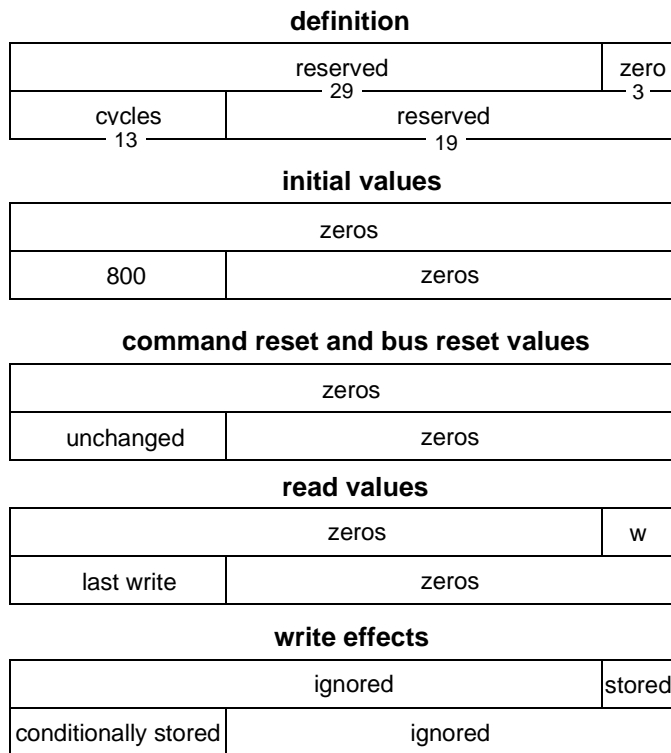 definition
reserved zero
29 3
cycles reserved
13 19
initial values
zeros
800 zeros
command reset and bus reset values
zeros
unchanged zeros
read values
zeros w
last write zeros
write effects
ignored stored
conditionally stored ignored